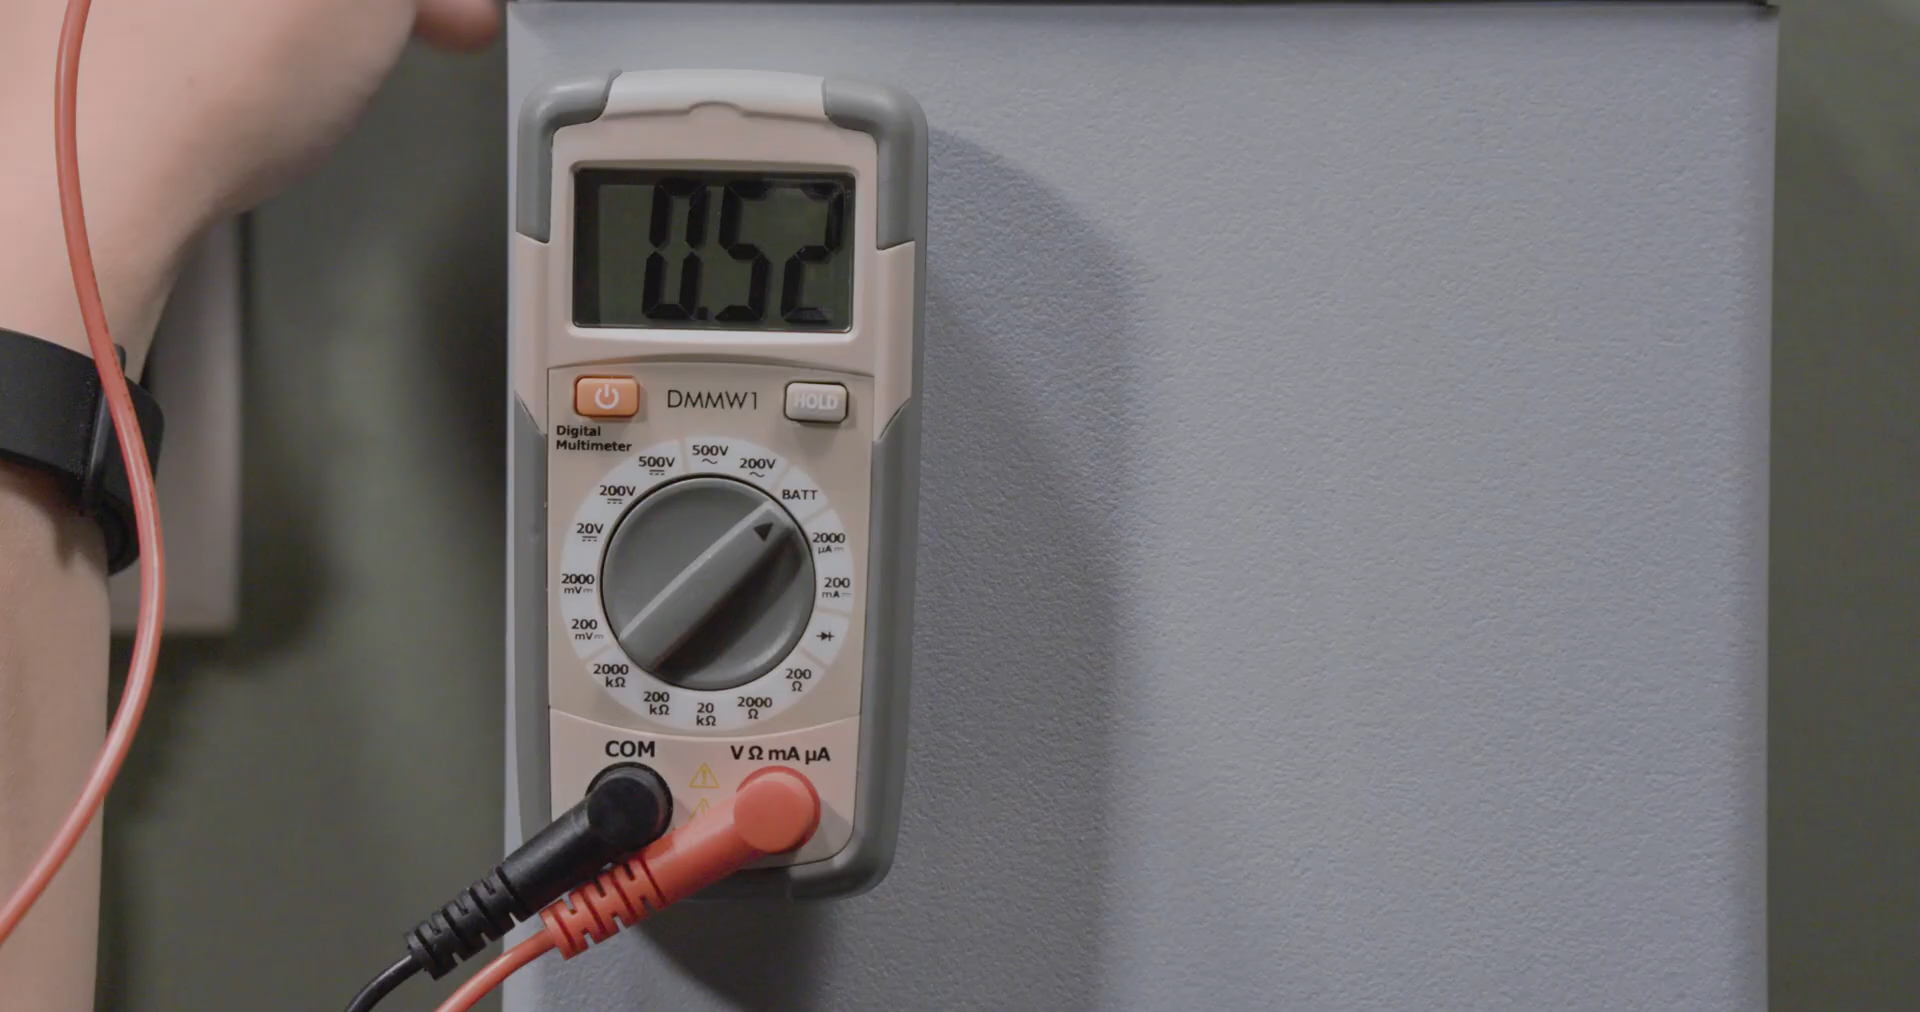 0.52
DMMW1
HOLD
Digital
Multimeter
500V
500V
200V
200V
BATT
20V
2000
μA
2000
mV
200
mA
200
mV
2000
kΩ
200
Ω
200
kΩ
20
kΩ
2000
Ω
COM
V Ω mA μA